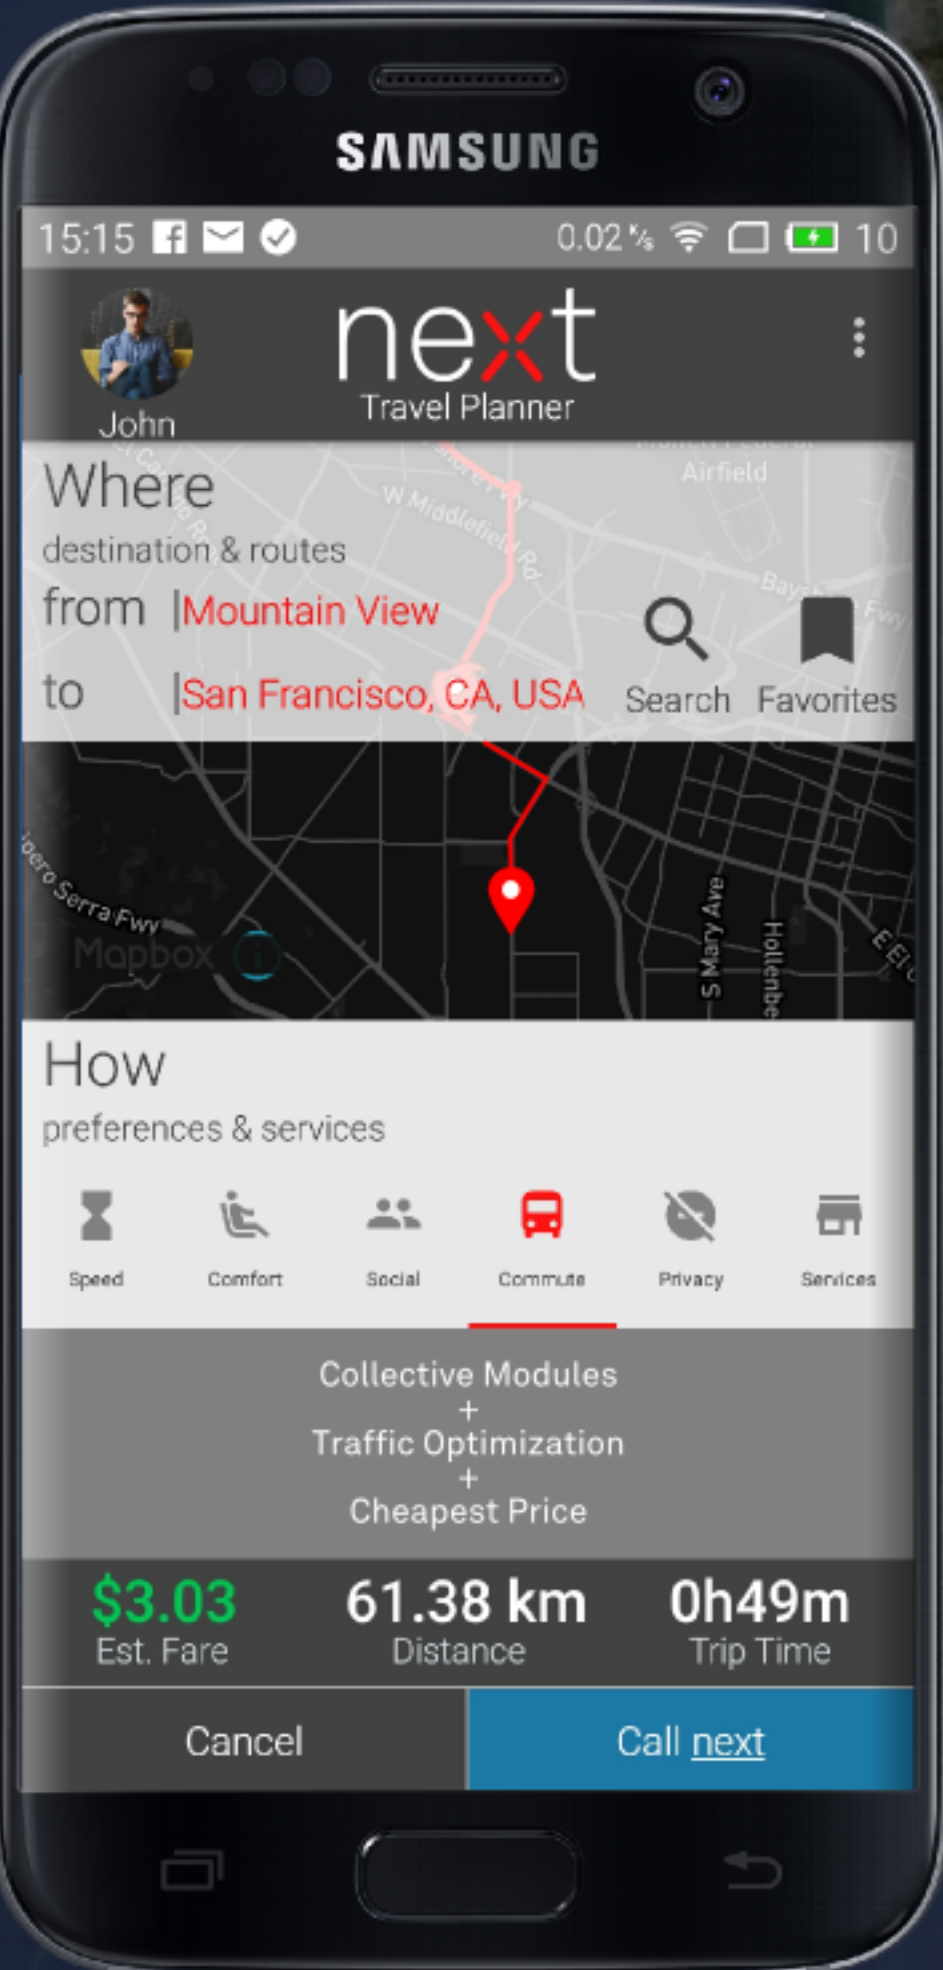 SAMSUNG
15:15 0.02 K/s 10
next
Travel Planner
John
Where
destination & routes
from |Mountain View
to |San Francisco, CA, USA
Search Favorites
Airfield
W Middlefield Rd
Serra Fwy
Mapbox
S Mary Ave
How
preferences & services
Speed Comfort Social Commute Privacy Services
Collective Modules
+
Traffic Optimization
+
Cheapest Price
$3.03 61.38 km 0h49m
Est. Fare Distance Trip Time
Cancel Call next